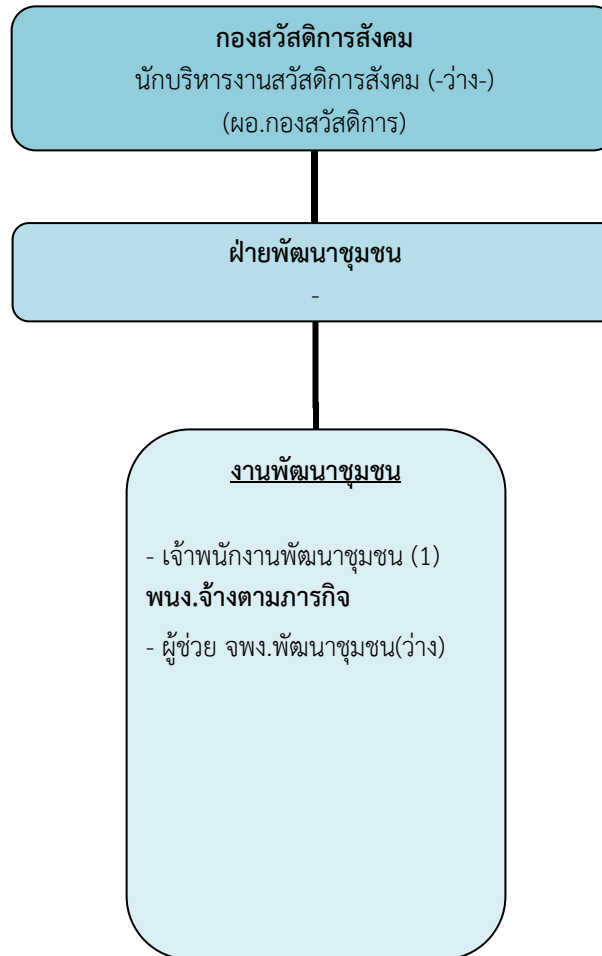 กองสวัสดิการสังคม
นักบริหารงานสวัสดิการสังคม (-ว่าง-)
(ผอ.กองสวัสดิการ)
ฝ่ายพัฒนาชุมชน
-
งานพัฒนาชุมชน
- เจ้าพนักงานพัฒนาชุมชน (1)
พนง.จ้างตามภารกิจ
- ผู้ช่วย จพง.พัฒนาชุมชน(ว่าง)